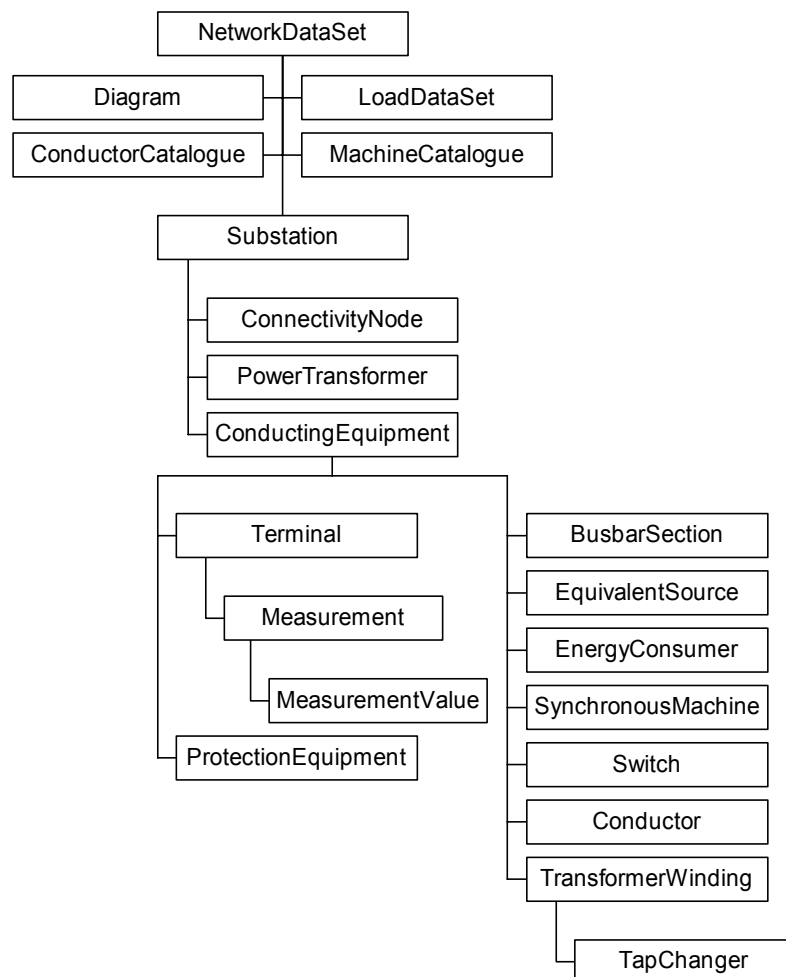 NetworkDataSet
Diagram
LoadDataSet
ConductorCatalogue
MachineCatalogue
Substation
ConnectivityNode
PowerTransformer
ConductingEquipment
Terminal
Measurement
MeasurementValue
ProtectionEquipment
BusbarSection
EquivalentSource
EnergyConsumer
SynchronousMachine
Switch
Conductor
TransformerWinding
TapChanger